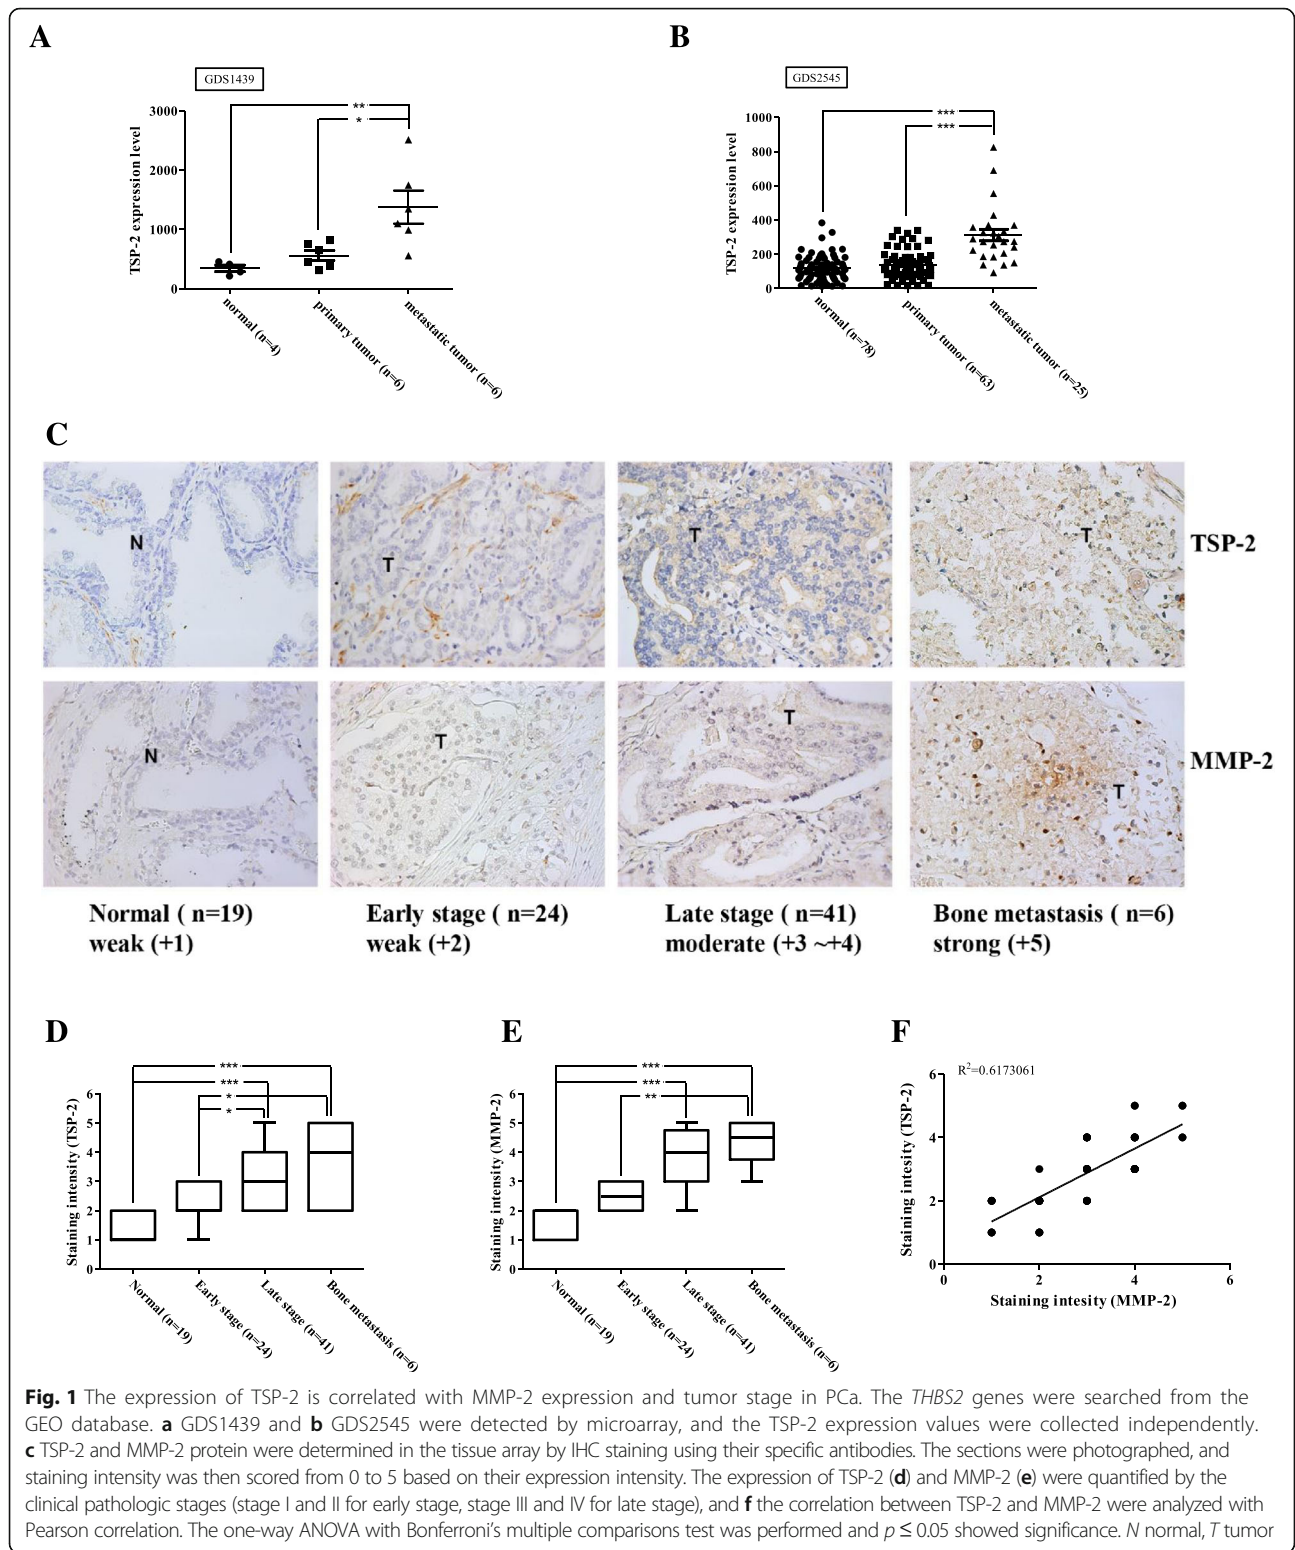 A
GDS1439
**
*
3000
2000
1000
0
TSP-2 expression level
normal (n=4)
primary tumor (n=6)
metastatic tumor (n=6)
B
GDS2545
***
***
1000
800
600
400
200
0
TSP-2 expression level
normal (n=78)
primary tumor (n=63)
metastatic tumor (n=25)
C
N
T
T
T
TSP-2
N
T
T
T
MMP-2
Normal ( n=19)
weak (+1)
Early stage ( n=24)
weak (+2)
Late stage ( n=41)
moderate (+3 ~+4)
Bone metastasis ( n=6)
strong (+5)
D
***
***
*
*
6
5
4
3
2
1
0
Staining intensity (TSP-2)
Normal (n=19)
Early stage (n=24)
Late stage (n=41)
Bone metastasis (n=6)
E
***
***
**
6
5
4
3
2
1
0
Staining intensity (MMP-2)
Normal (n=19)
Early stage (n=24)
Late stage (n=41)
Bone metastasis (n=6)
F
R²=0.6173061
6
4
2
0
Staining intesity (TSP-2)
0 2 4 6
Staining intesity (MMP-2)
Fig. 1 The expression of TSP-2 is correlated with MMP-2 expression and tumor stage in PCa. The THBS2 genes were searched from the
GEO database. a GDS1439 and b GDS2545 were detected by microarray, and the TSP-2 expression values were collected independently.
c TSP-2 and MMP-2 protein were determined in the tissue array by IHC staining using their specific antibodies. The sections were photographed, and
staining intensity was then scored from 0 to 5 based on their expression intensity. The expression of TSP-2 (d) and MMP-2 (e) were quantified by the
clinical pathologic stages (stage I and II for early stage, stage III and IV for late stage), and f the correlation between TSP-2 and MMP-2 were analyzed with
Pearson correlation. The one-way ANOVA with Bonferroni's multiple comparisons test was performed and p ≤ 0.05 showed significance. N normal, T tumor